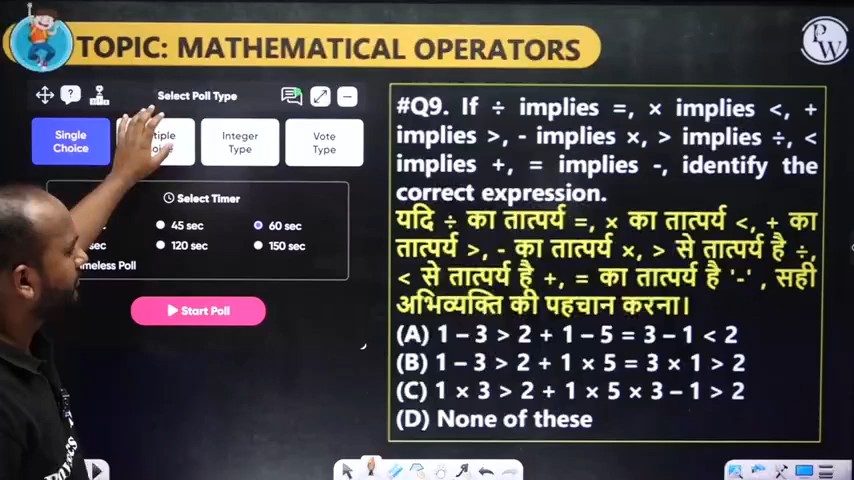 TOPIC: MATHEMATICAL OPERATORS
PW
Select Poll Type
Single
Choice
Integer
Type
Vote
Type
Select Timer
45 sec
60 sec
sec
120 sec
150 sec
meless Poll
Start Poll
#Q9. If ÷ implies =, × implies <, +
implies >, - implies ×, > implies ÷, <
implies +, = implies -, identify the
correct expression.
यदि ÷ का तात्पर्य =, × का तात्पर्य <, + का
तात्पर्य >, - का तात्पर्य ×, > से तात्पर्य है ÷,
< से तात्पर्य है +, = का तात्पर्य है '-' , सही
अभिव्यक्ति की पहचान करना।
(A) 1 – 3 > 2 + 1 – 5 = 3 – 1 < 2
(B) 1 – 3 > 2 + 1 × 5 = 3 × 1 > 2
(C) 1 × 3 > 2 + 1 × 5 × 3 – 1 > 2
(D) None of these